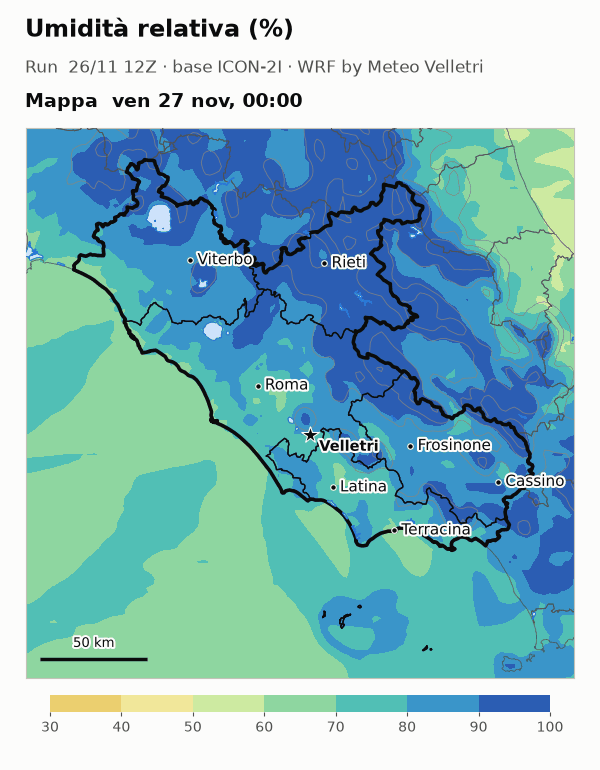 Umidità relativa (%)
Run 26/11 12Z · base ICON-2I · WRF by Meteo Velletri
Mappa ven 27 nov, 00:00
Viterbo
Rieti
Roma
Velletri
Frosinone
Cassino
Latina
Terracina
50 km
30 40 50 60 70 80 90 100